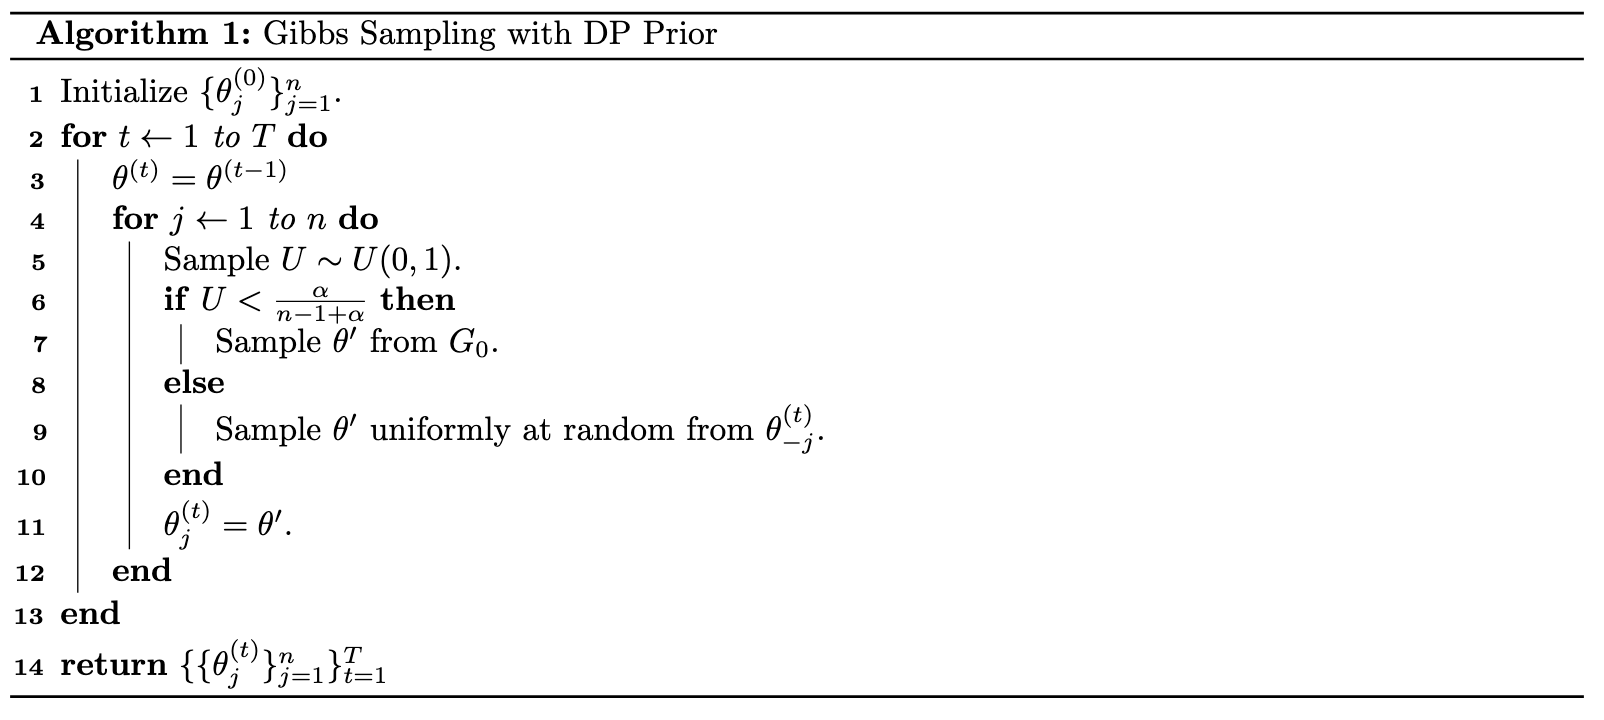 Algorithm 1: Gibbs Sampling with DP Prior
1 Initialize $\{\theta_j^{(0)}\}_{j=1}^n$.
2 for $t \leftarrow 1$ to $T$ do
3 $\theta^{(t)} = \theta^{(t-1)}$
4 for $j \leftarrow 1$ to $n$ do
5 Sample $U \sim U(0, 1)$.
6 if $U < \frac{\alpha}{n-1+\alpha}$ then
7 Sample $\theta'$ from $G_0$.
8 else
9 Sample $\theta'$ uniformly at random from $\theta_{-j}^{(t)}$.
10 end
11 $\theta_j^{(t)} = \theta'$.
12 end
13 end
14 return $\{\{\theta_j^{(t)}\}_{j=1}^n\}_{t=1}^T$